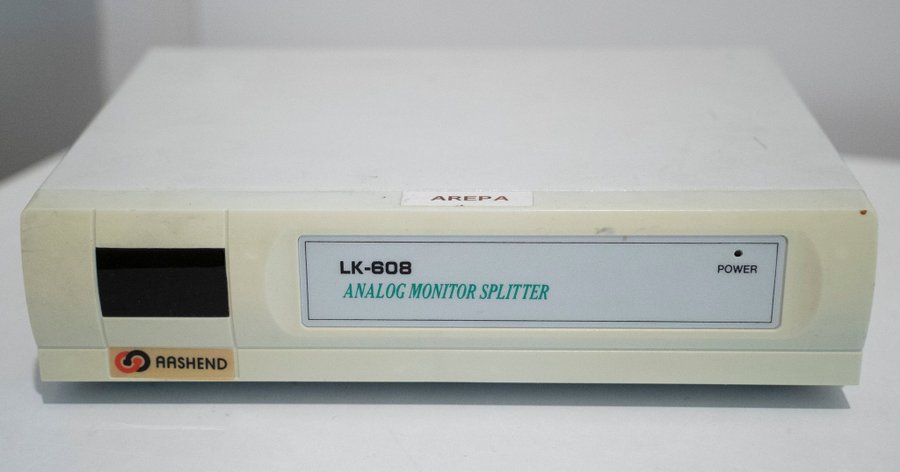 AREPA
LK-608
ANALOG MONITOR SPLITTER
POWER
AASHEND